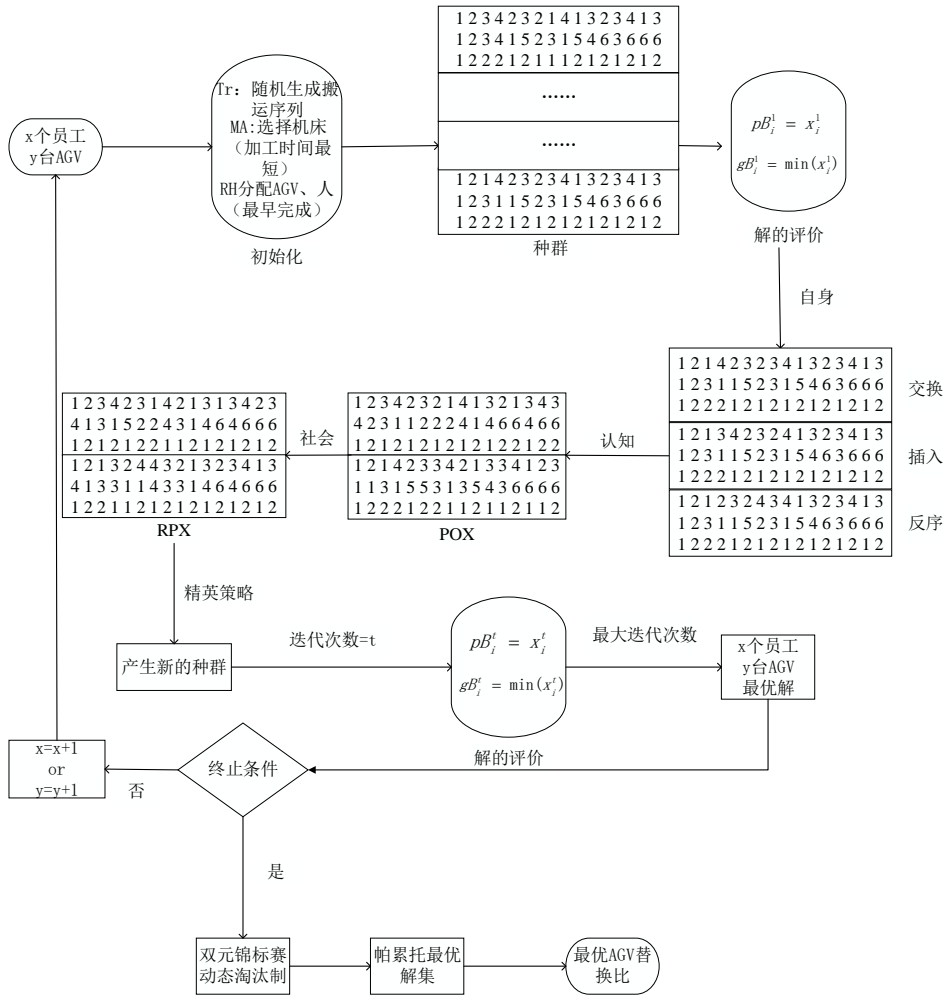 x个员工
y台AGV
Tr：随机生成搬
运序列
MA:选择机床
（加工时间最
短）
RH分配AGV、人
（最早完成）
初始化
1 2 3 4 2 3 2 1 4 1 3 2 3 4 1 3
1 2 3 4 1 5 2 3 1 5 4 6 3 6 6 6
1 2 2 2 1 2 1 1 1 2 1 2 1 2 1 2
……
……
1 2 1 4 2 3 2 3 4 1 3 2 3 4 1 3
1 2 3 1 1 5 2 3 1 5 4 6 3 6 6 6
1 2 2 2 1 2 1 2 1 2 1 2 1 2 1 2
种群
pB_i^1 = x_i^1
gB_i^1 = min(x_i^1)
解的评价
自身
1 2 1 4 2 3 2 3 4 1 3 2 3 4 1 3
1 2 3 1 1 5 2 3 1 5 4 6 3 6 6 6
1 2 2 2 1 2 1 2 1 2 1 2 1 2 1 2
交换
1 2 1 3 4 2 3 2 4 1 3 2 3 4 1 3
1 2 3 1 1 5 2 3 1 5 4 6 3 6 6 6
1 2 2 2 1 2 1 2 1 2 1 2 1 2 1 2
插入
1 2 1 2 3 2 4 3 4 1 3 2 3 4 1 3
1 2 3 1 1 5 2 3 1 5 4 6 3 6 6 6
1 2 2 2 1 2 1 2 1 2 1 2 1 2 1 2
反序
认知
1 2 3 4 2 3 2 1 4 1 3 2 1 3 4 3
4 2 3 1 1 2 2 2 4 1 4 6 6 4 6 6
1 2 1 2 1 2 1 2 1 2 1 2 2 1 2 2
1 2 1 4 2 3 3 4 2 1 3 3 4 1 2 3
1 1 3 1 5 5 3 1 3 5 4 3 6 6 6 6
1 2 2 2 1 2 2 1 1 2 1 1 2 1 1 2
POX
社会
1 2 3 4 2 3 1 4 2 1 3 1 3 4 2 3
4 1 3 1 5 2 2 4 3 1 4 6 4 6 6 6
1 2 1 2 1 2 2 1 1 2 1 2 1 2 1 2
1 2 1 3 2 4 4 3 2 1 3 2 3 4 1 3
4 1 3 3 1 1 4 3 3 1 4 6 4 6 6 6
1 2 2 1 1 2 1 2 1 2 1 2 1 2 1 2
RPX
精英策略
产生新的种群
迭代次数=t
pB_i^t = x_i^t
gB_i^t = min(x_i^t)
解的评价
最大迭代次数
x个员工
y台AGV
最优解
终止条件
否
x=x+1
or
y=y+1
是
双元锦标赛
动态淘汰制
帕累托最优
解集
最优AGV替
换比